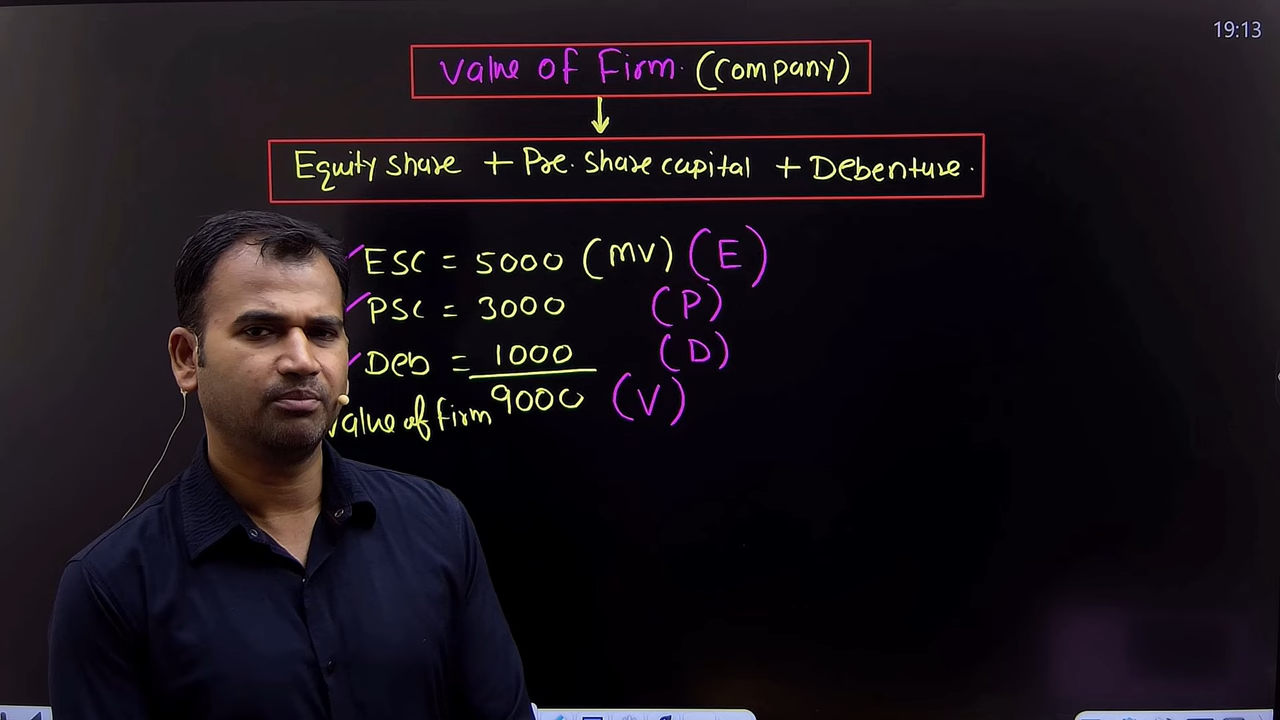 19:13
Value of Firm. (Company)
Equity share + Pre. Share capital + Debenture.
ESC = 5000 (MV) (E)
PSC = 3000 (P)
Deb = 1000 (D)
Value of Firm 9000 (V)